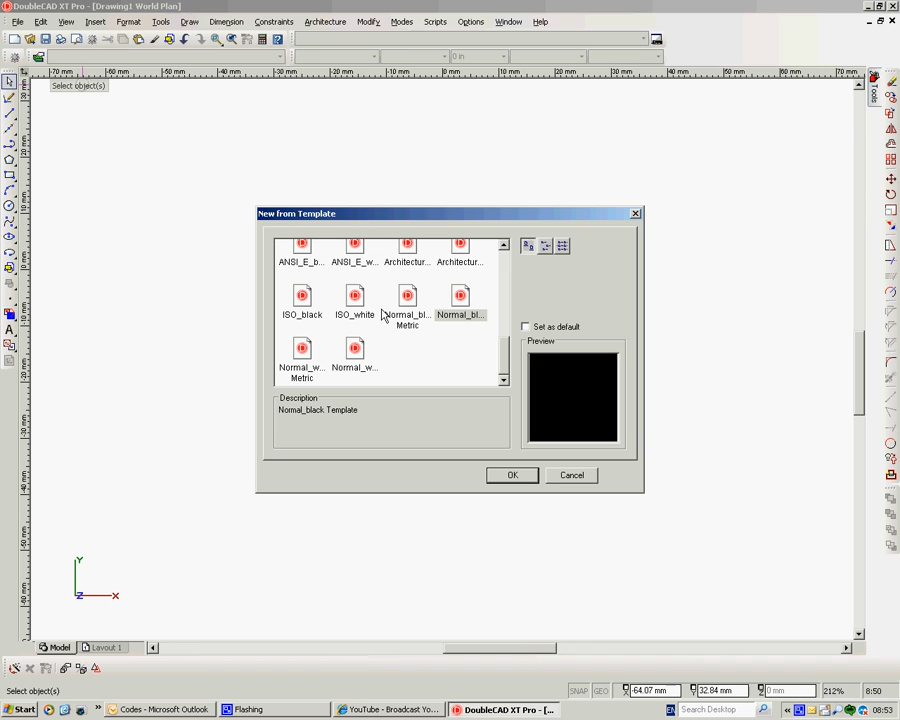 DoubleCAD XT Pro - [Drawing1 World Plan]
File Edit View Insert Format Tools Draw Dimension Constraints Architecture Modify Modes Scripts Options Window Help
0 in
-70 mm -60 mm -50 mm -40 mm -30 mm -20 mm -10 mm 0 mm 10 mm 20 mm 30 mm 40 mm 50 mm 60 mm 70 mm
Select object(s)
Tools
New from Template
ANSI_E_b... ANSI_E_w... Architectur... Architectur...
ISO_black ISO_white Normal_bl... Metric Normal_bl...
Normal_w... Metric Normal_w...
Set as default
Preview
Description
Normal_black Template
OK Cancel
Y
Z X
Model Layout 1
Select object(s)
SNAP GEO X -64.07 mm Y 32.84 mm Z 0 mm 212% 8:50
Start Codes - Microsoft Outlook Flashing YouTube - Broadcast Yo... DoubleCAD XT Pro - [... EN Search Desktop 08:53